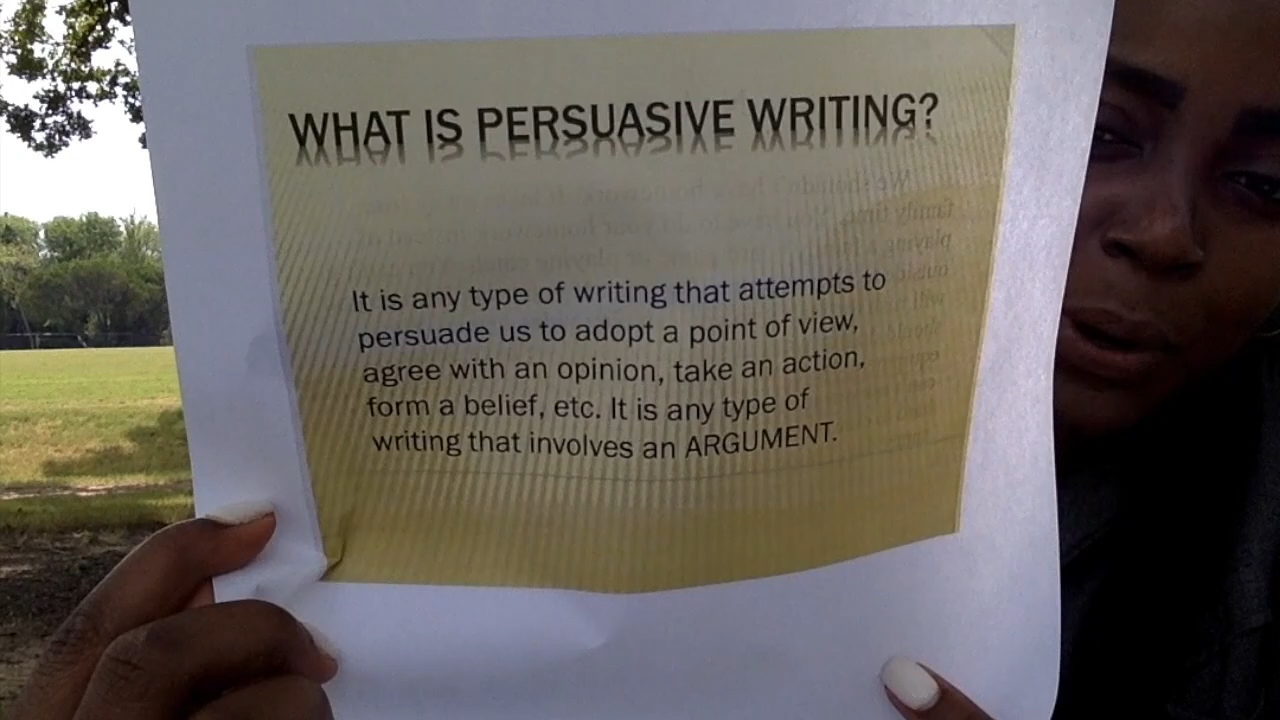 WHAT IS PERSUASIVE WRITING?
It is any type of writing that attempts to
persuade us to adopt a point of view,
agree with an opinion, take an action,
form a belief, etc. It is any type of
writing that involves an ARGUMENT.